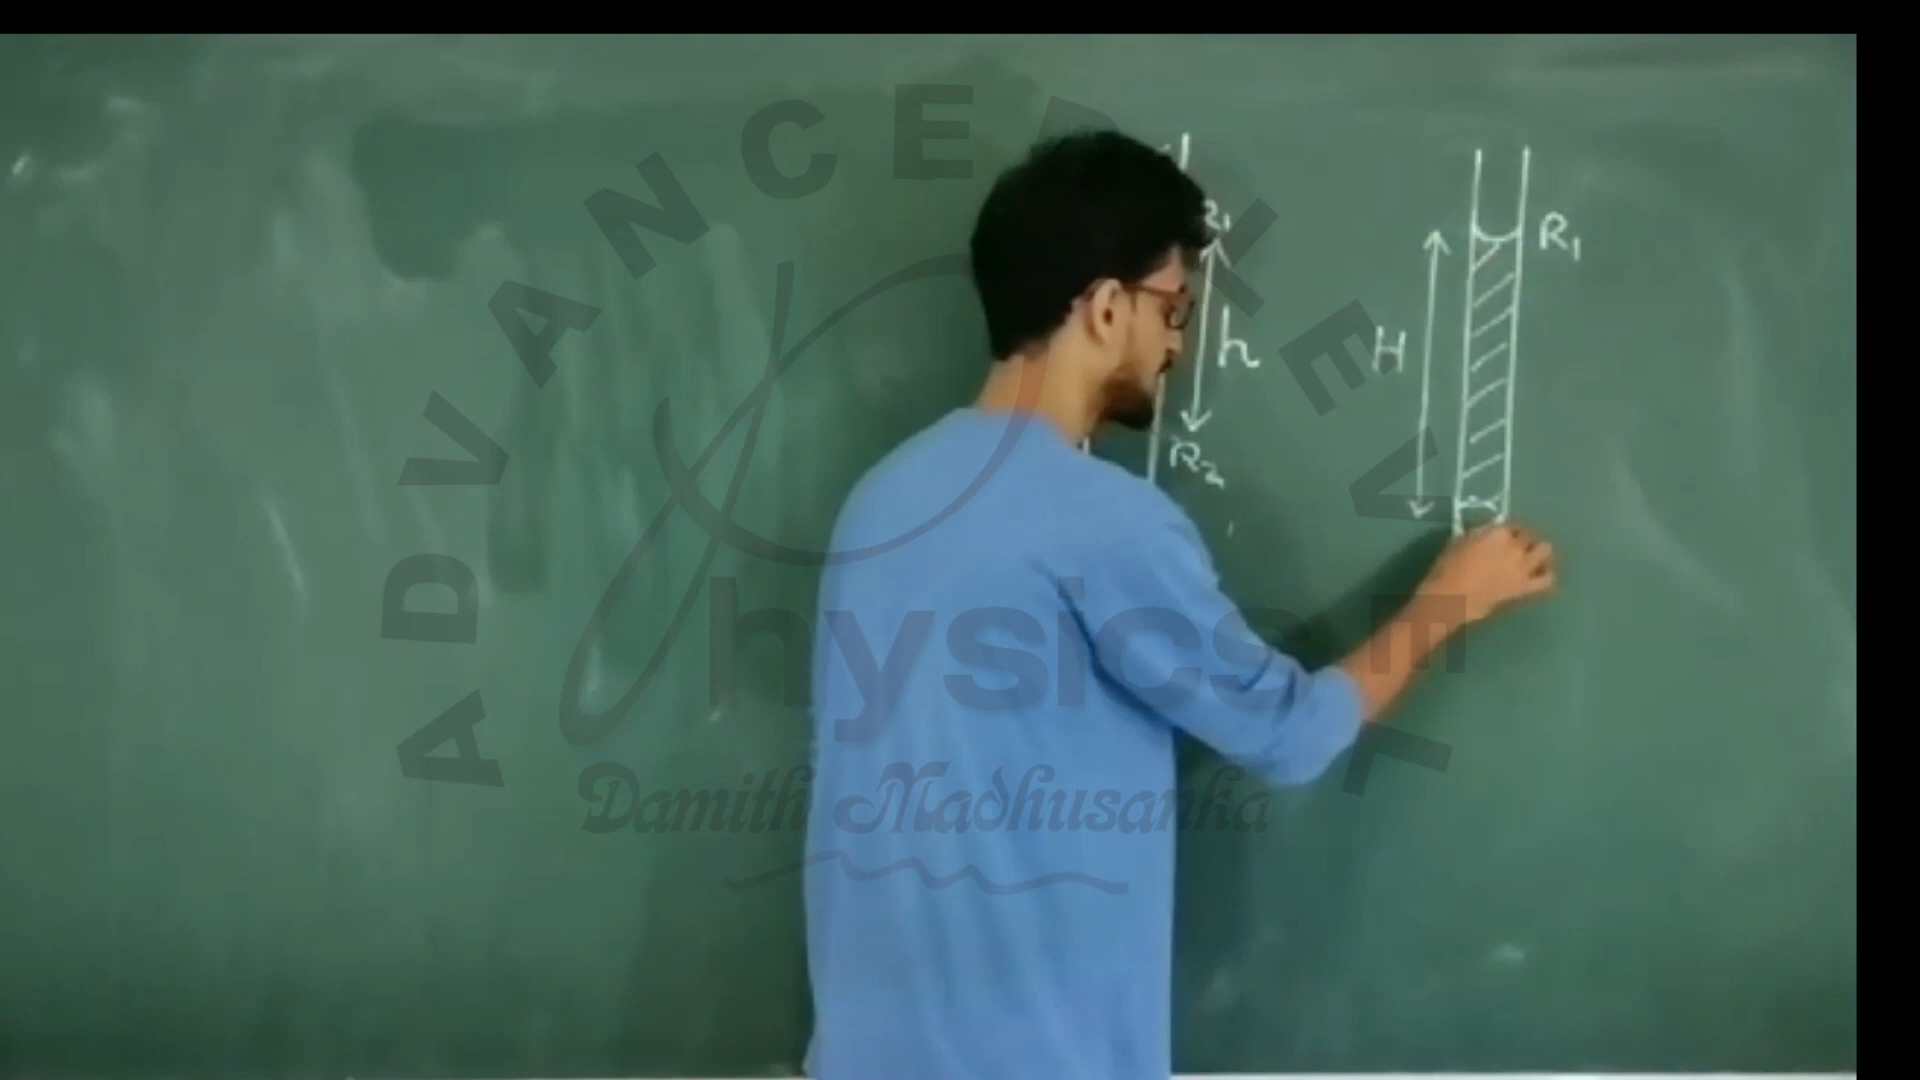 ADVANCED LEVEL
Physics
Damith Madhusanka
R1
h
R2
H
R1